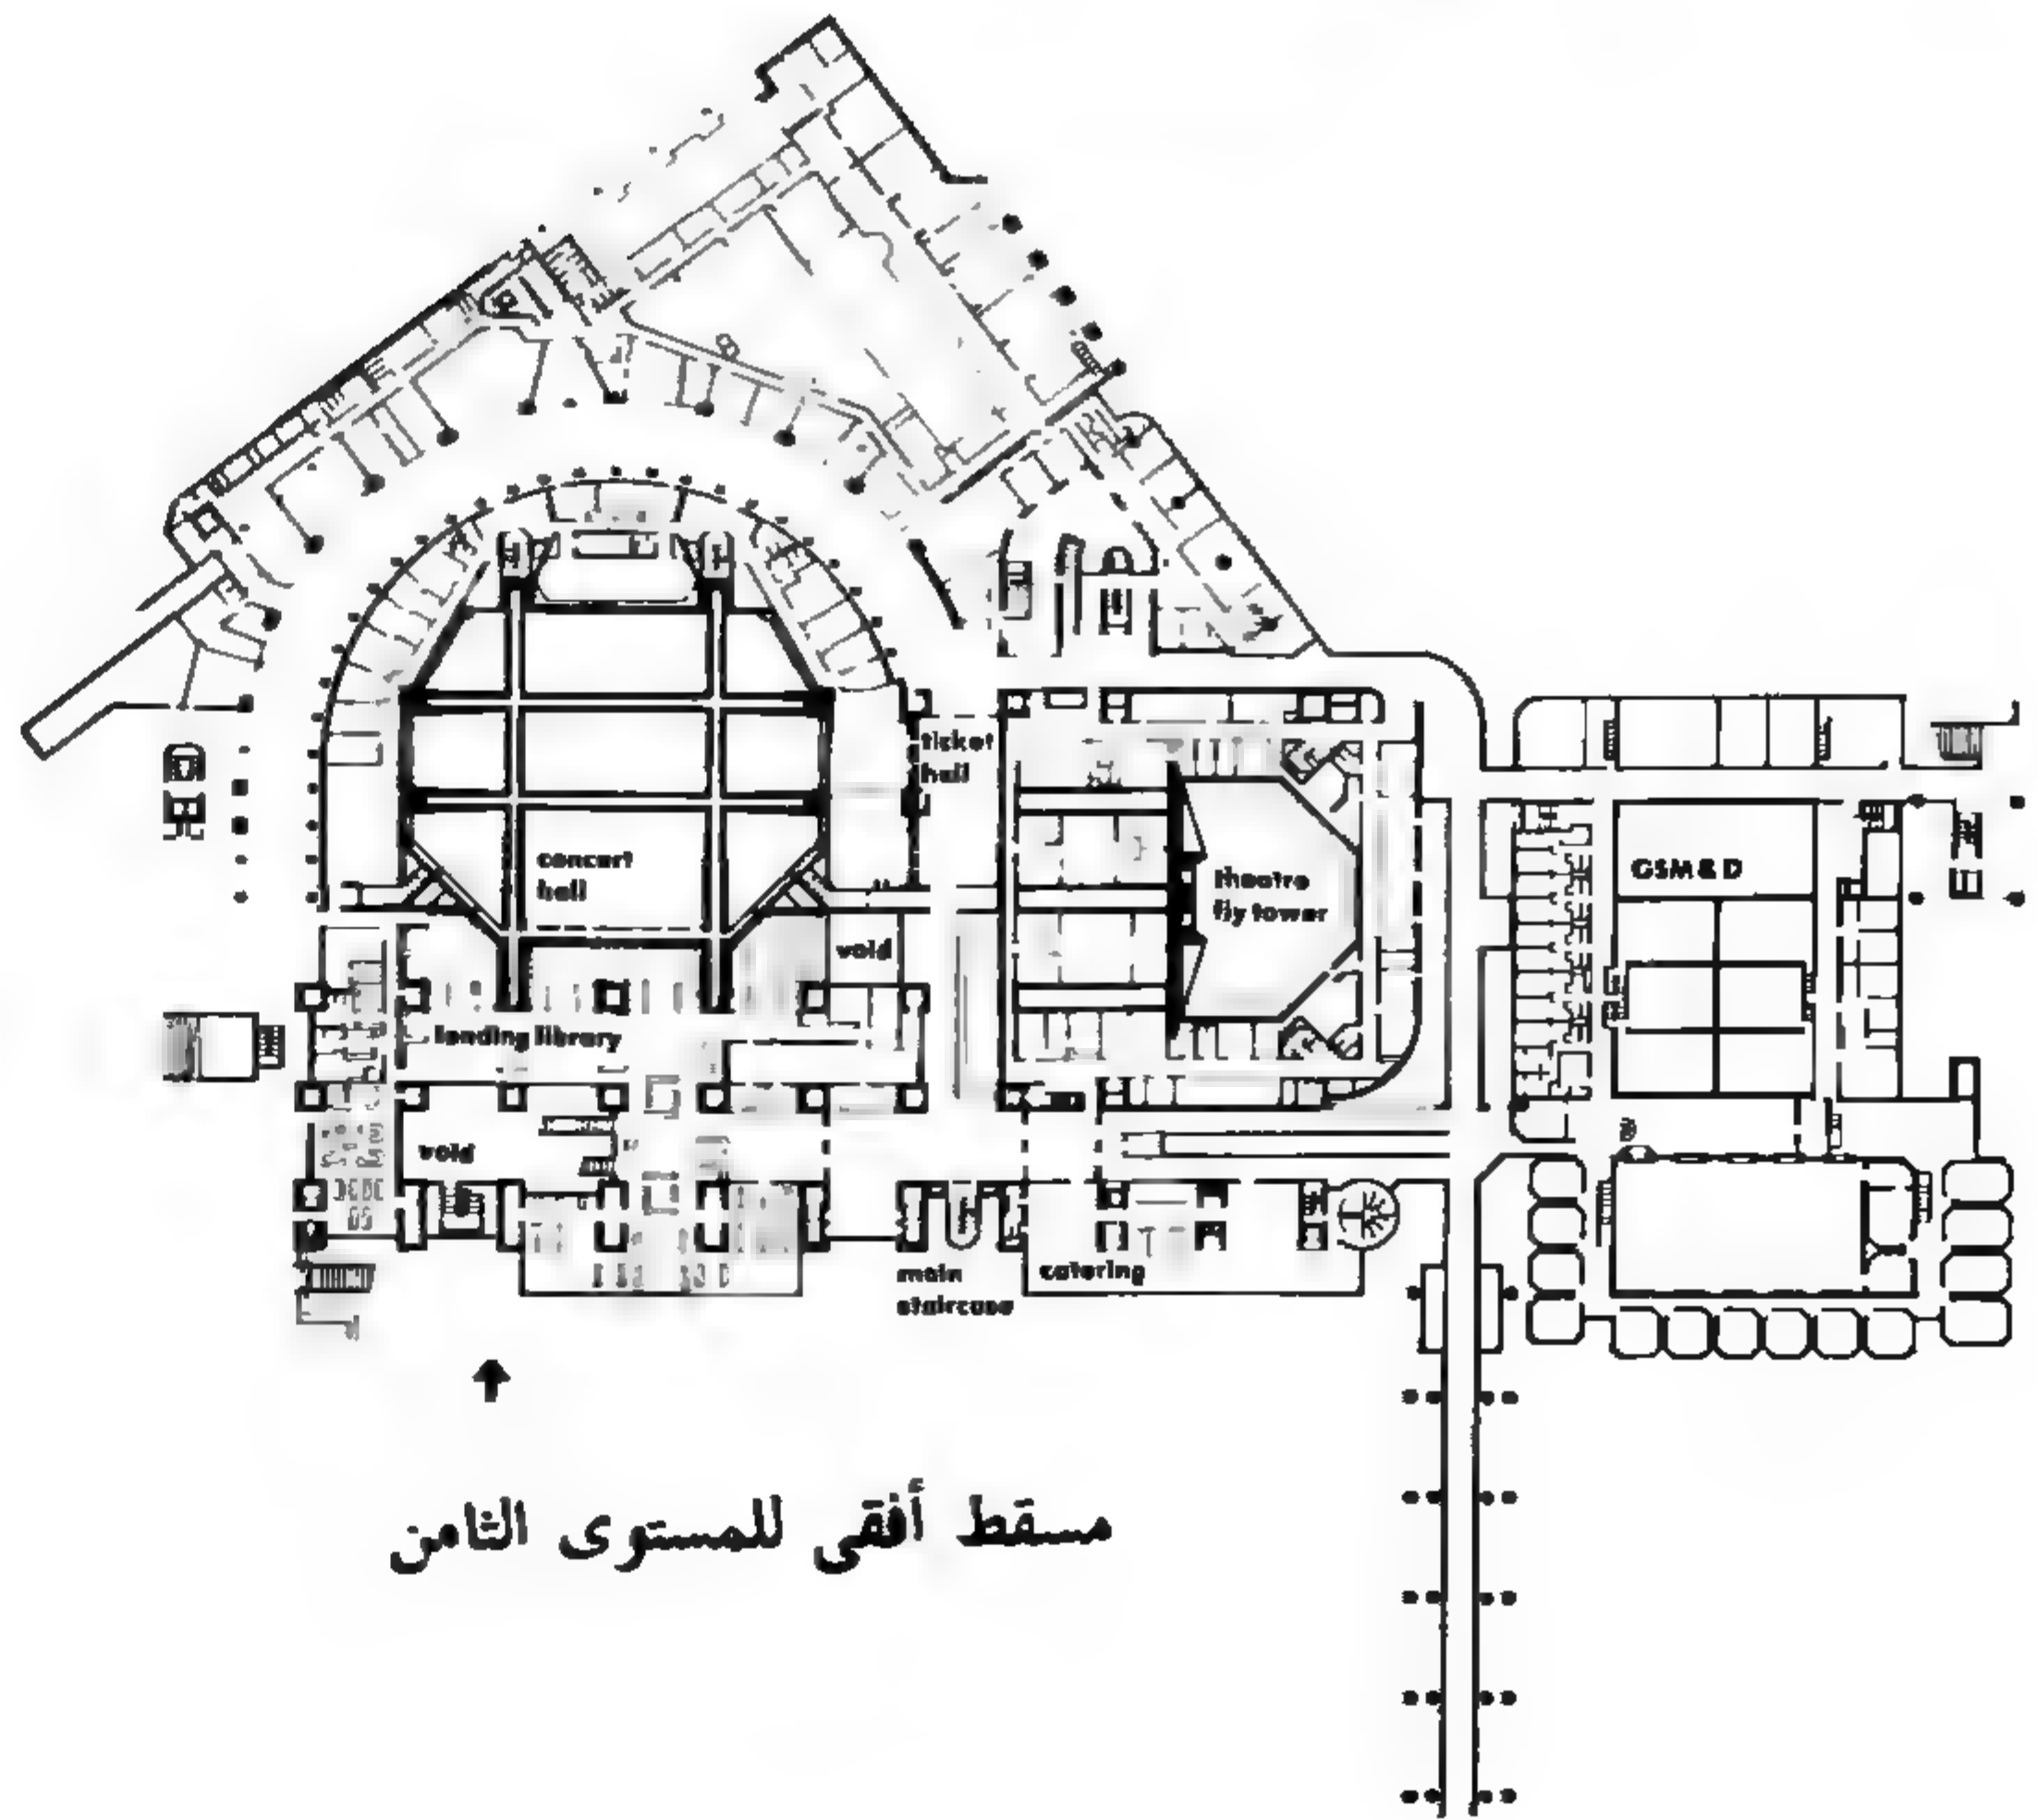 ticket
hall
concert
hall
theatre
fly tower
GSM & D
void
lending library
void
main
staircase
catering
مسقط أفقى للمستوى الثامن